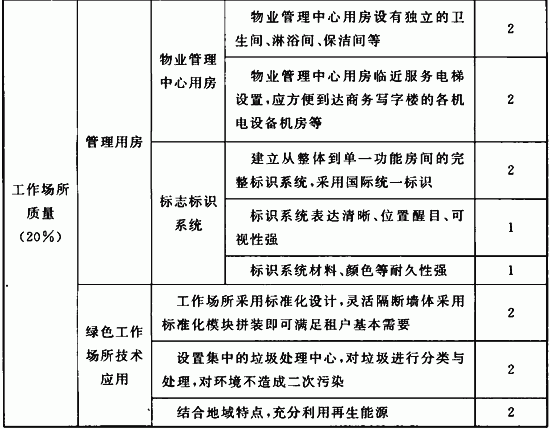 物业管理中心用房设有独立的卫
生间、淋浴间、保洁间等
2
物业管理
中心用房
物业管理中心用房临近服务电梯
设置,应方便到达商务写字楼的各机
电设备机房等
2
管理用房
建立从整体到单一功能房间的完
整标识系统,采用国际统一标识
2
工作场所
质量
(20%)
标志标识
系统
标识系统表达清晰、位置醒目、可
视性强
1
标识系统材料、颜色等耐久性强
1
绿色工作
场所技术
应用
工作场所采用标准化设计,灵活隔断墙体采用
标准化模块拼装即可满足租户基本需要
2
设置集中的垃圾处理中心,对垃圾进行分类与
处理,对环境不造成二次污染
2
结合地域特点,充分利用再生能源
2